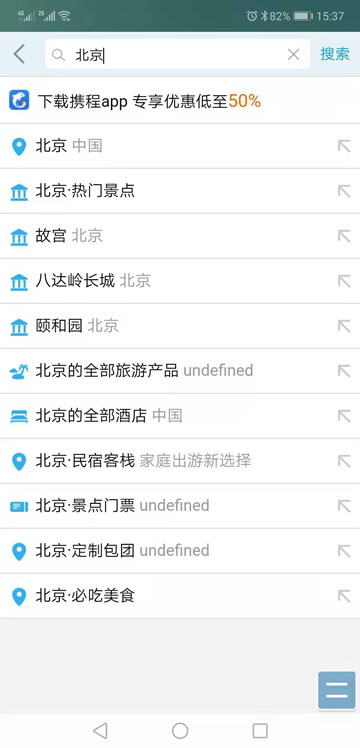 4G 2G 82% 15:37
北京 搜索
下载携程app 专享优惠低至50%
北京 中国
北京·热门景点
故宫 北京
八达岭长城 北京
颐和园 北京
北京的全部旅游产品 undefined
北京的全部酒店 中国
北京·民宿客栈 家庭出游新选择
北京·景点门票 undefined
北京·定制包团 undefined
北京·必吃美食